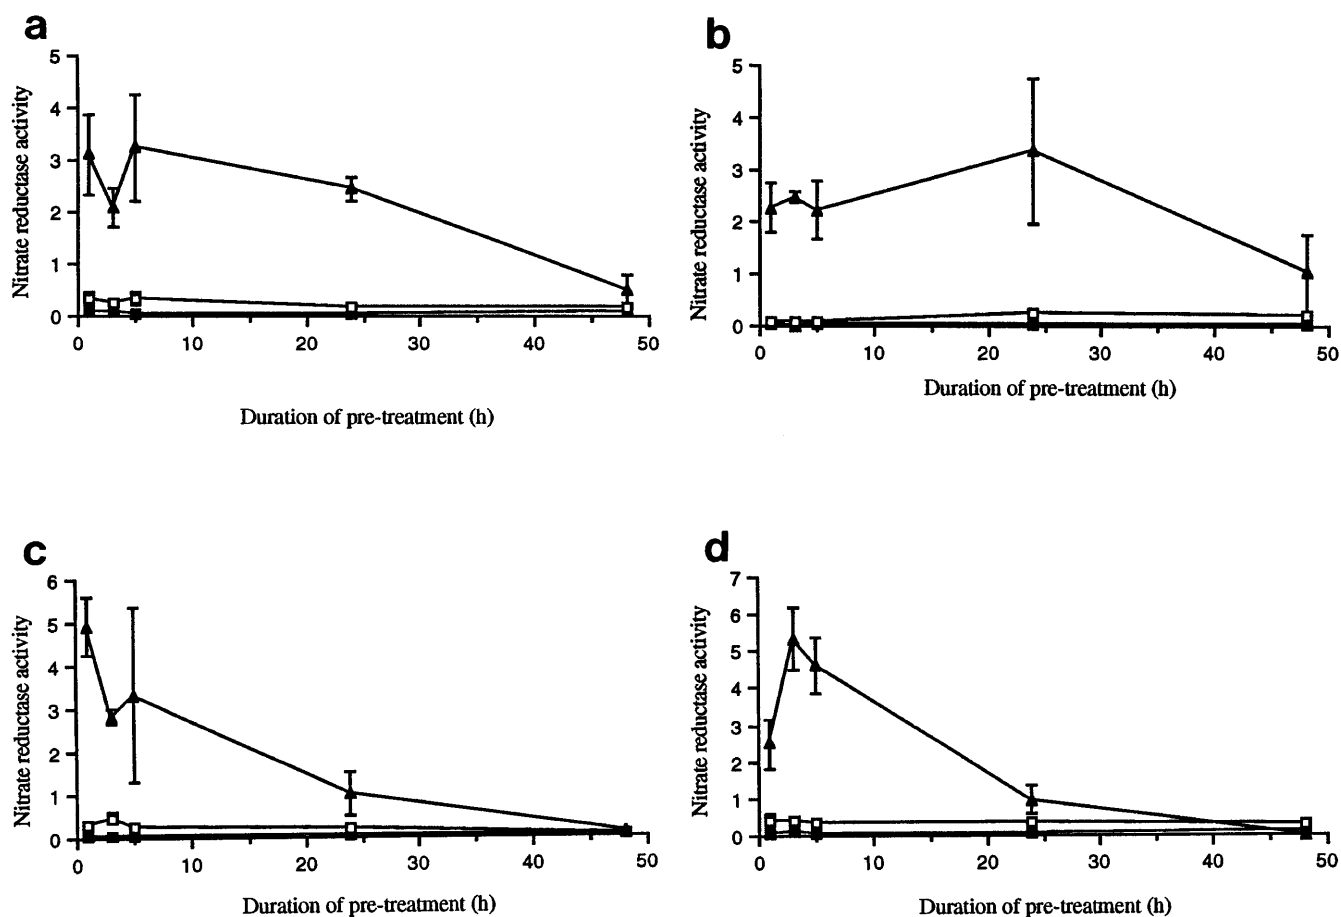 a
Nitrate reductase activity
5
4
3
2
1
0
0 10 20 30 40 50
Duration of pre-treatment (h)
b
Nitrate reductase activity
5
4
3
2
1
0
0 10 20 30 40 50
Duration of pre-treatment (h)
c
Nitrate reductase activity
6
5
4
3
2
1
0
0 10 20 30 40 50
Duration of pre-treatment (h)
d
Nitrate reductase activity
7
6
5
4
3
2
1
0
0 10 20 30 40 50
Duration of pre-treatment (h)